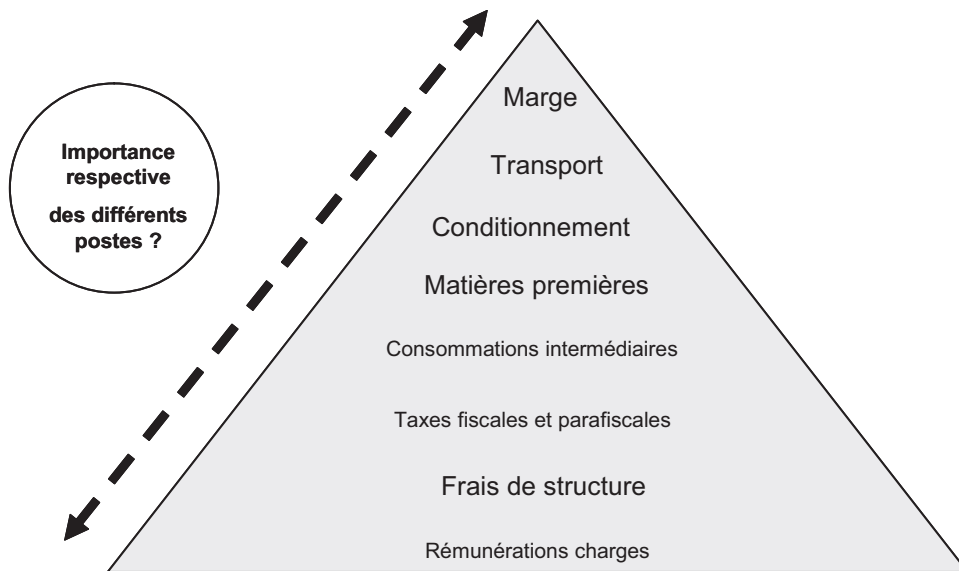 Importance
respective
des différents
postes ?
Marge
Transport
Conditionnement
Matières premières
Consommations intermédiaires
Taxes fiscales et parafiscales
Frais de structure
Rémunérations charges